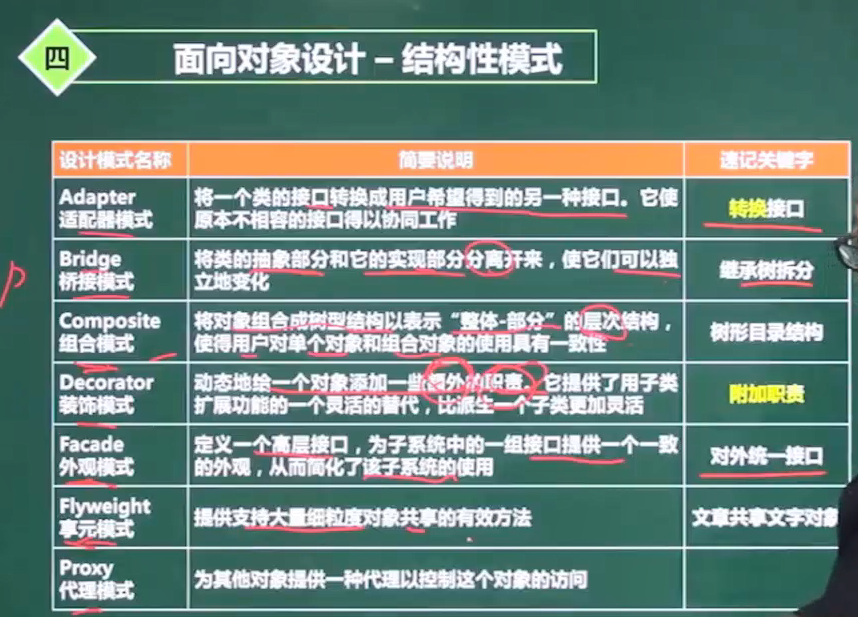 四
面向对象设计 – 结构性模式
设计模式名称
简要说明
速记关键字
Adapter
适配器模式
将一个类的接口转换成用户希望得到的另一种接口。它使
原本不相容的接口得以协同工作
转换接口
Bridge
桥接模式
将类的抽象部分和它的实现部分分离开来，使它们可以独
立地变化
继承树拆分
Composite
组合模式
将对象组合成树型结构以表示“整体-部分”的层次结构，
使得用户对单个对象和组合对象的使用具有一致性
树形目录结构
Decorator
装饰模式
动态地给一个对象添加一些额外的职责。它提供了用子类
扩展功能的一个灵活的替代，比派生一个子类更加灵活
附加职责
Facade
外观模式
定义一个高层接口，为子系统中的一组接口提供一个一致
的外观，从而简化了该子系统的使用
对外统一接口
Flyweight
享元模式
提供支持大量细粒度对象共享的有效方法
文章共享文字对象
Proxy
代理模式
为其他对象提供一种代理以控制这个对象的访问